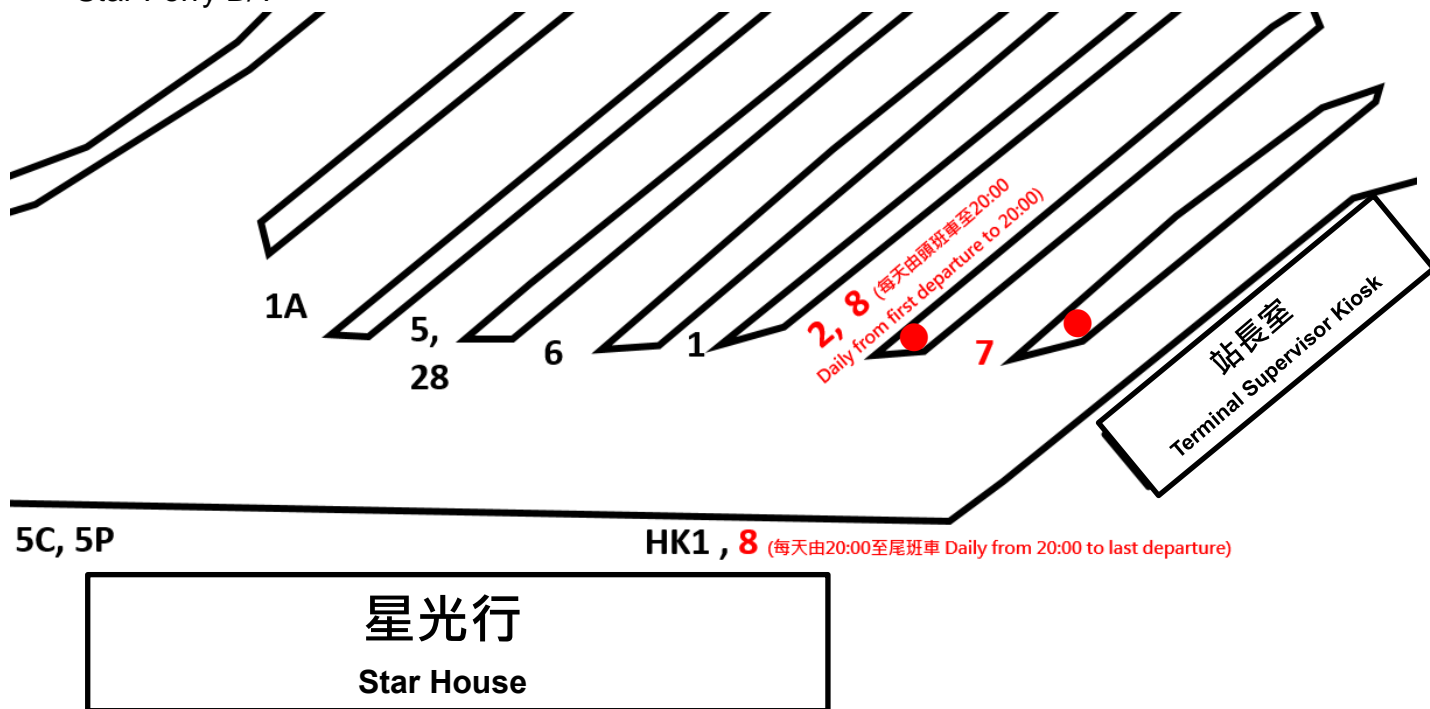 2, 8 (每天由頭班車至20:00
Daily from first departure to 20:00)
1A
5,
28
6
1
7
站長室
Terminal Supervisor Kiosk
5C, 5P
HK1 , 8 (每天由20:00至尾班車 Daily from 20:00 to last departure)
星光行
Star House